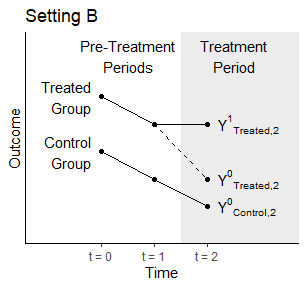 Setting B
Pre-Treatment
Periods
Treatment
Period
Treated
Group
Control
Group
Y¹Treated,2
Y⁰Treated,2
Y⁰Control,2
Outcome
t = 0
t = 1
t = 2
Time